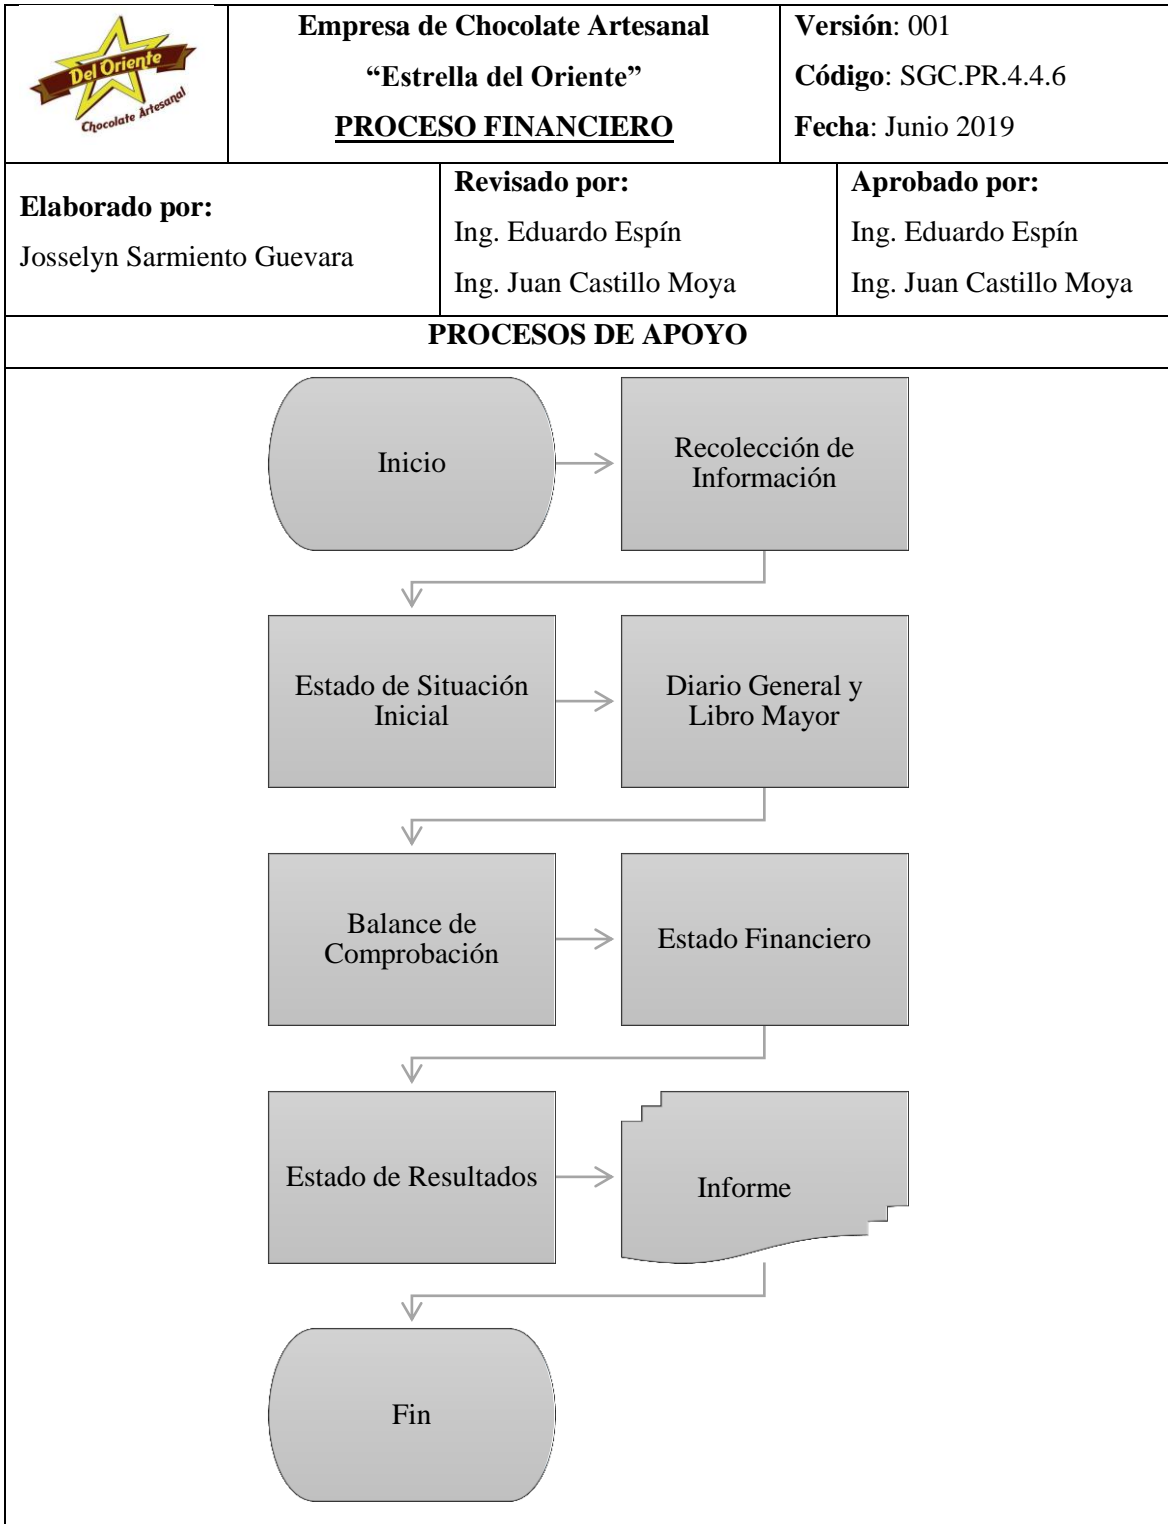 Del Oriente
Chocolate Artesanal
Empresa de Chocolate Artesanal
“Estrella del Oriente”
PROCESO FINANCIERO
Versión: 001
Código: SGC.PR.4.4.6
Fecha: Junio 2019
Elaborado por:
Josselyn Sarmiento Guevara
Revisado por:
Ing. Eduardo Espín
Ing. Juan Castillo Moya
Aprobado por:
Ing. Eduardo Espín
Ing. Juan Castillo Moya
PROCESOS DE APOYO
Inicio
Recolección de
Información
Estado de Situación
Inicial
Diario General y
Libro Mayor
Balance de
Comprobación
Estado Financiero
Estado de Resultados
Informe
Fin